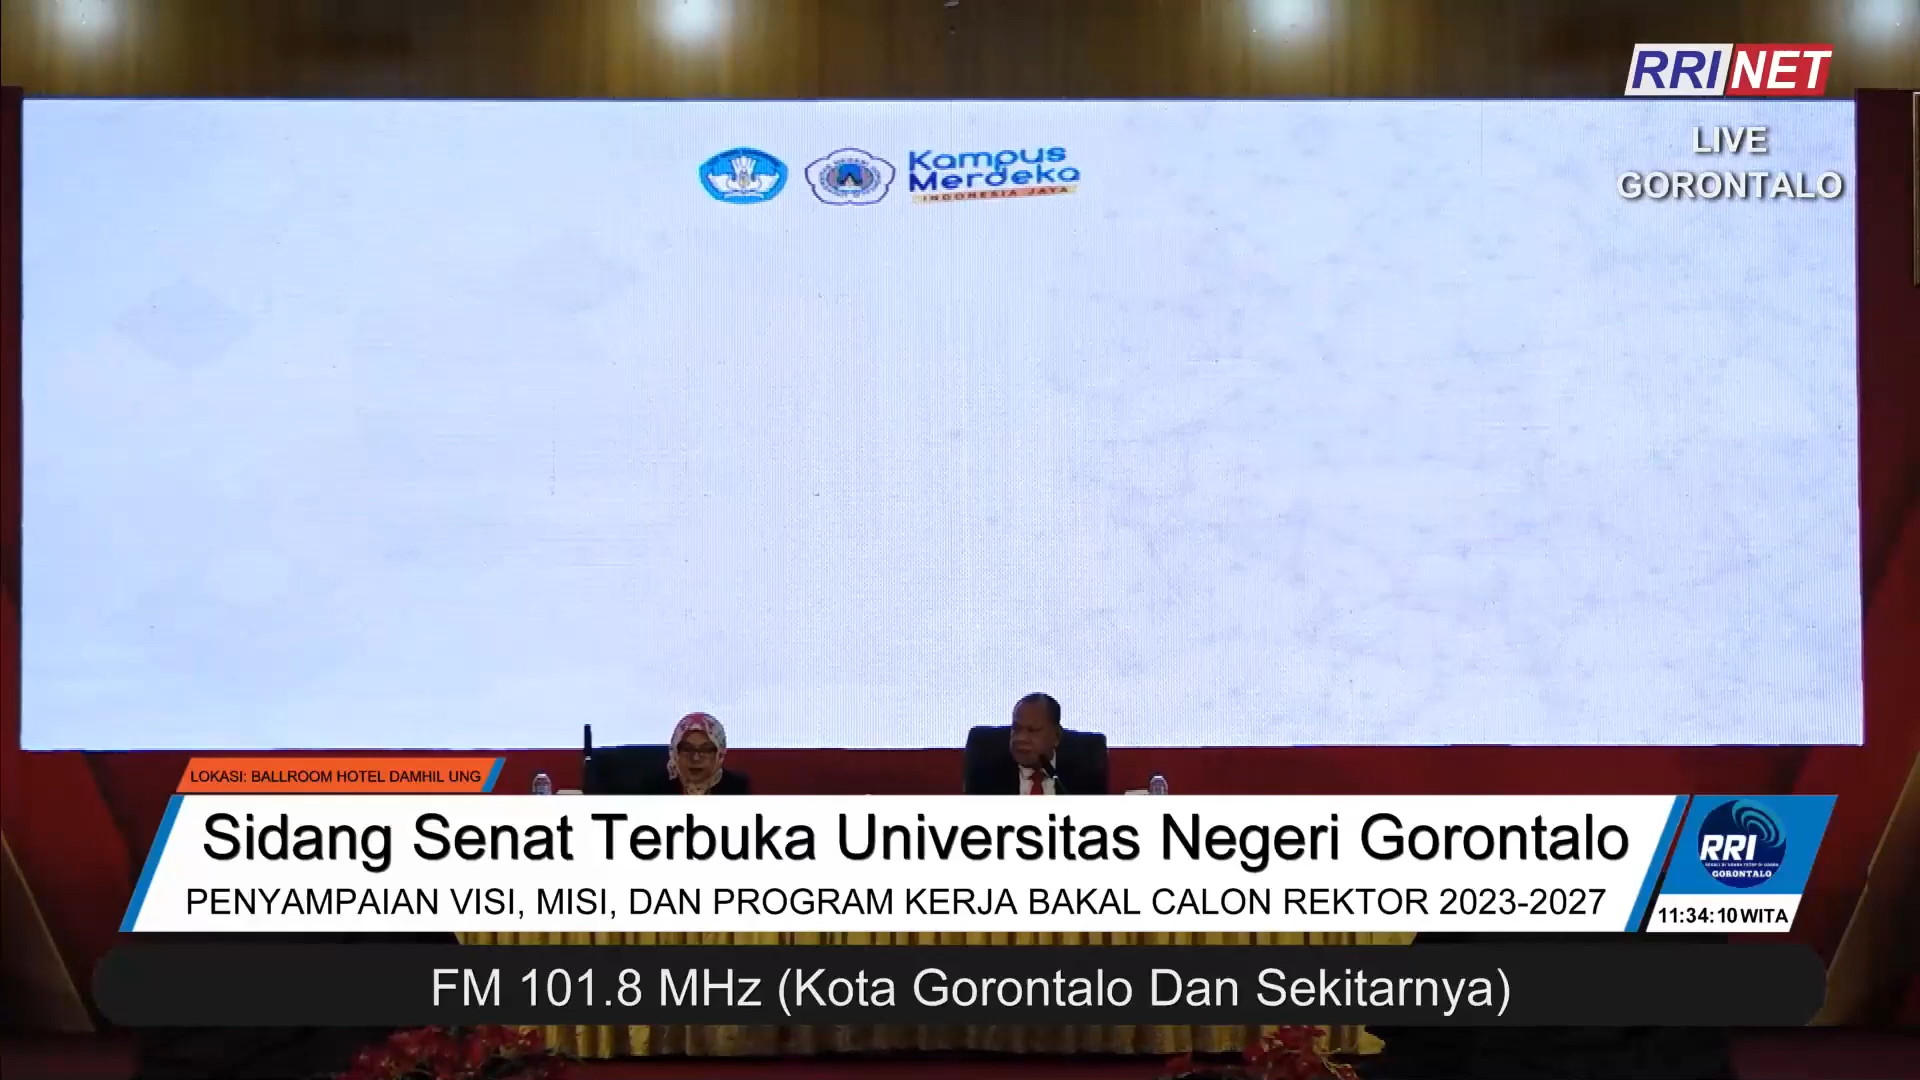 RRI NET
LIVE
GORONTALO
Kampus
Merdeka
INDONESIA JAYA
LOKASI: BALLROOM HOTEL DAMHIL UNG
Sidang Senat Terbuka Universitas Negeri Gorontalo
PENYAMPAIAN VISI, MISI, DAN PROGRAM KERJA BAKAL CALON REKTOR 2023-2027
RRI
GORONTALO
11:34:10 WITA
FM 101.8 MHz (Kota Gorontalo Dan Sekitarnya)